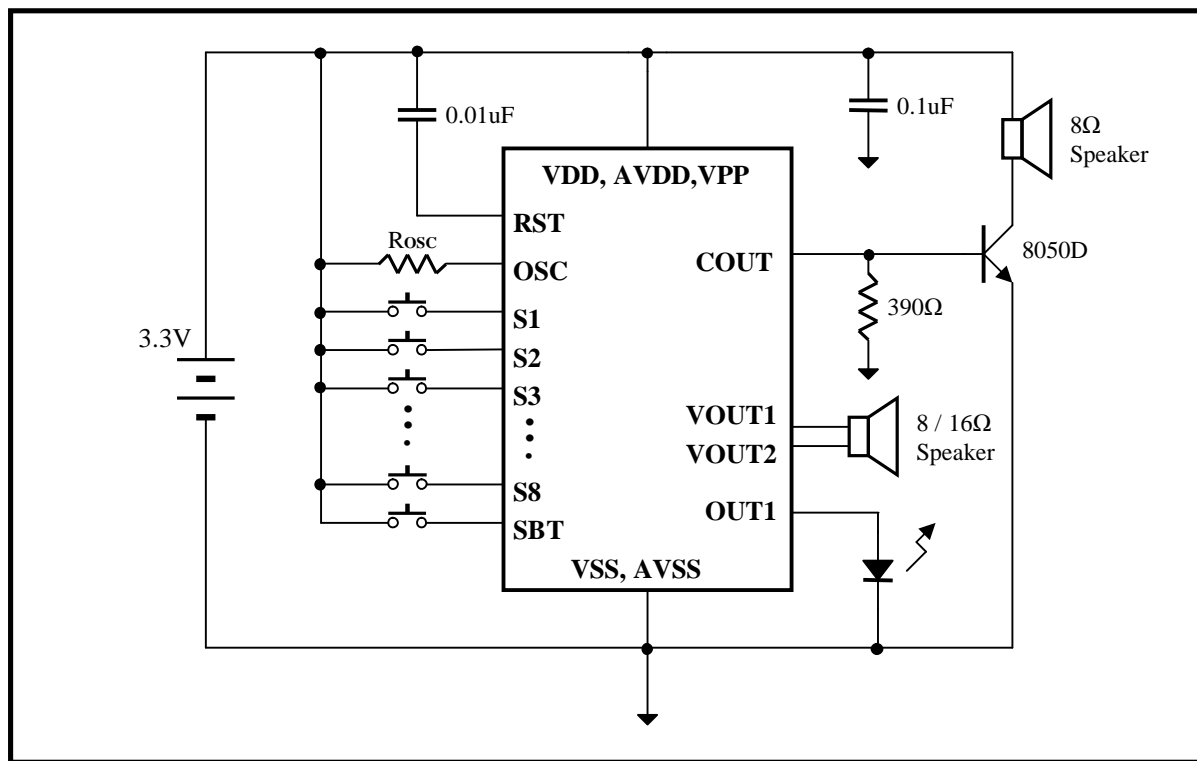 0.01uF
0.1uF
8Ω
Speaker
VDD, AVDD,VPP
RST
Rosc
OSC
COUT
8050D
S1
390Ω
3.3V
S2
S3
VOUT1
8 / 16Ω
VOUT2
Speaker
S8
OUT1
SBT
VSS, AVSS